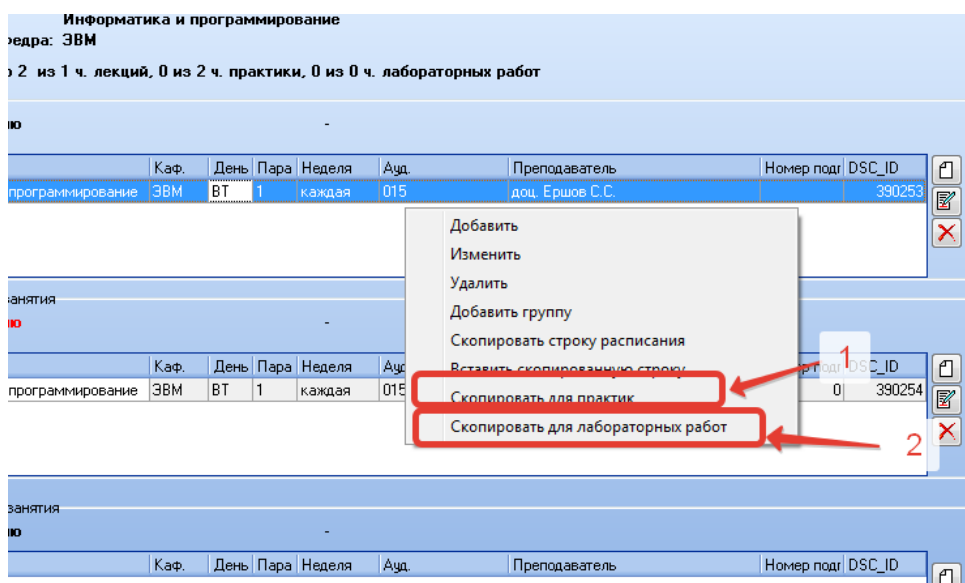 Информатика и программирование
федра: ЭВМ
2 из 1 ч. лекций, 0 из 2 ч. практики, 0 из 0 ч. лабораторных работ
ю -
Каф. День Пара Неделя Ауд. Преподаватель Номер подг DSC_ID
программирование ЭВМ ВТ 1 каждая 015 доц. Ершов С.С. 390253
Добавить
Изменить
Удалить
занятия
Добавить группу
ю -
Скопировать строку расписания
1
Каф. День Пара Неделя Ауд Вставить скопированную строку р подг DSC_ID
программирование ЭВМ ВТ 1 каждая 015 Скопировать для практик 0 390254
Скопировать для лабораторных работ
2
занятия
ю -
Каф. День Пара Неделя Ауд. Преподаватель Номер подг DSC_ID